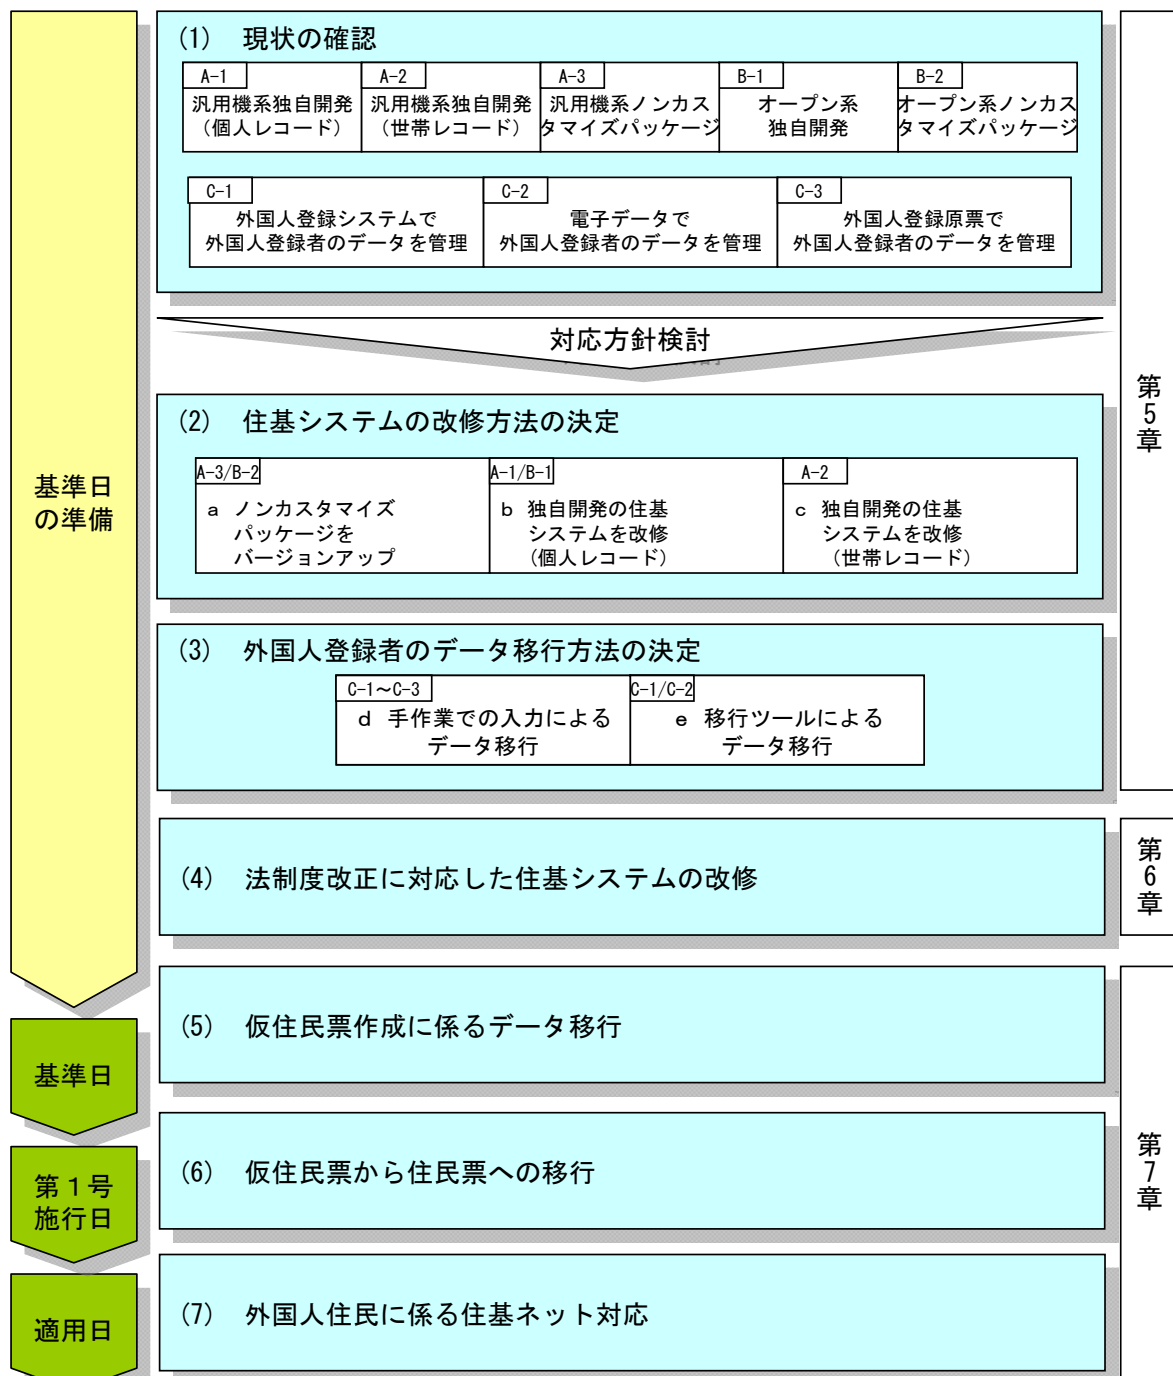 (1) 現状の確認
A-1
汎用機系独自開発
(個人レコード)
A-2
汎用機系独自開発
(世帯レコード)
A-3
汎用機系ノンカス
タマイズパッケージ
B-1
オープン系
独自開発
B-2
オープン系ノンカス
タマイズパッケージ
C-1
外国人登録システムで
外国人登録者のデータを管理
C-2
電子データで
外国人登録者のデータを管理
C-3
外国人登録原票で
外国人登録者のデータを管理
対応方針検討
(2) 住基システムの改修方法の決定
A-3/B-2
a ノンカスタマイズ
パッケージを
バージョンアップ
A-1/B-1
b 独自開発の住基
システムを改修
(個人レコード)
A-2
c 独自開発の住基
システムを改修
(世帯レコード)
(3) 外国人登録者のデータ移行方法の決定
C-1～C-3
d 手作業での入力による
データ移行
C-1/C-2
e 移行ツールによる
データ移行
第5章
基準日
の準備
(4) 法制度改正に対応した住基システムの改修
第6章
(5) 仮住民票作成に係るデータ移行
基準日
(6) 仮住民票から住民票への移行
第１号
施行日
第7章
(7) 外国人住民に係る住基ネット対応
適用日